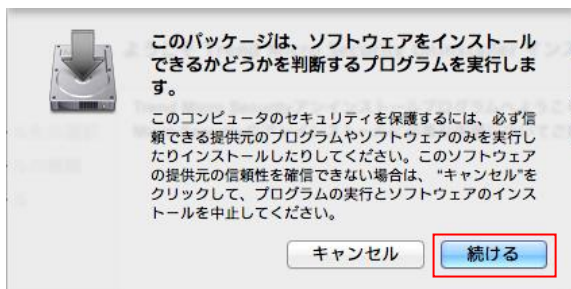 このパッケージは、ソフトウェアをインストール
できるかどうかを判断するプログラムを実行しま
す。
このコンピュータのセキュリティを保護するには、必ず信
頼できる提供元のプログラムやソフトウェアのみを実行し
たりインストールしたりしてください。このソフトウェア
の提供元の信頼性を確信できない場合は、“キャンセル”を
クリックして、プログラムの実行とソフトウェアのインス
トールを中止してください。
キャンセル 続ける